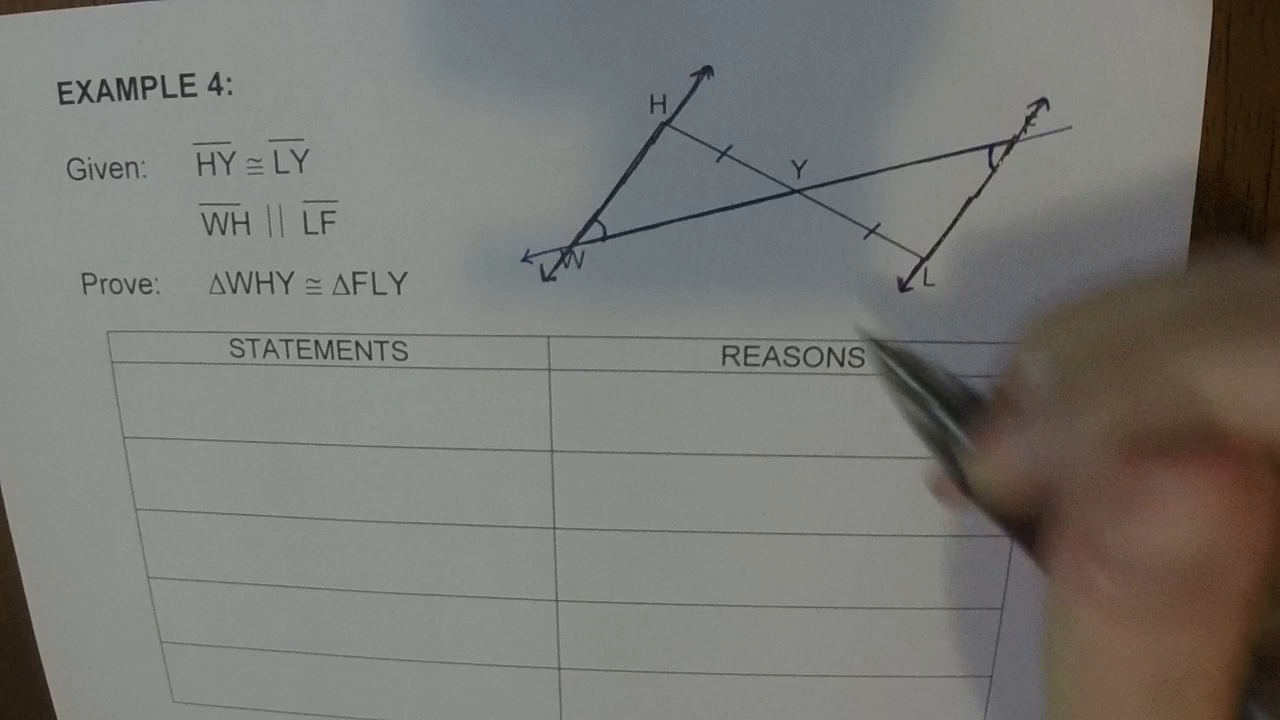 EXAMPLE 4:
Given: HY ≅ LY
WH || LF
Prove: ΔWHY ≅ ΔFLY
H
Y
F
W
L
STATEMENTS REASONS